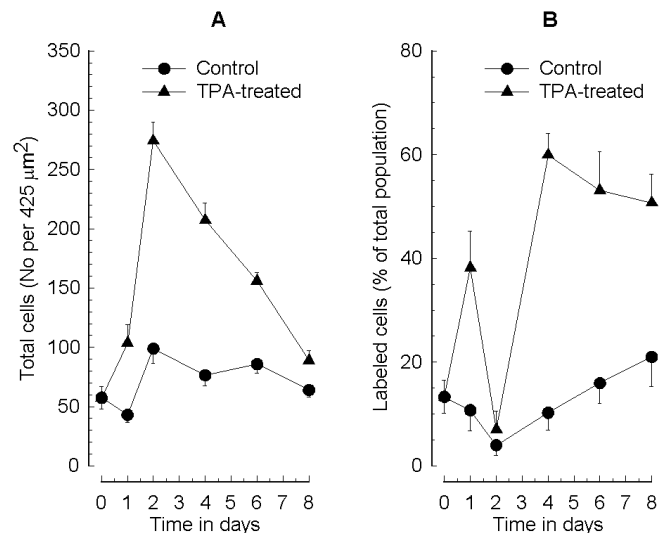 A
350
300
250
200
150
100
50
0
Total cells (No per 425 µm²)
Control
TPA-treated
0 1 2 3 4 5 6 7 8
Time in days
B
80
60
40
20
0
Labeled cells (% of total population)
Control
TPA-treated
0 1 2 3 4 5 6 7 8
Time in days